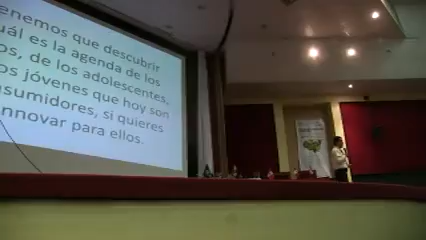 enemos que descubrir
uál es la agenda de los
os, de los adolescentes,
os jóvenes que hoy son
sumidores, si quieres
nnovar para ellos.